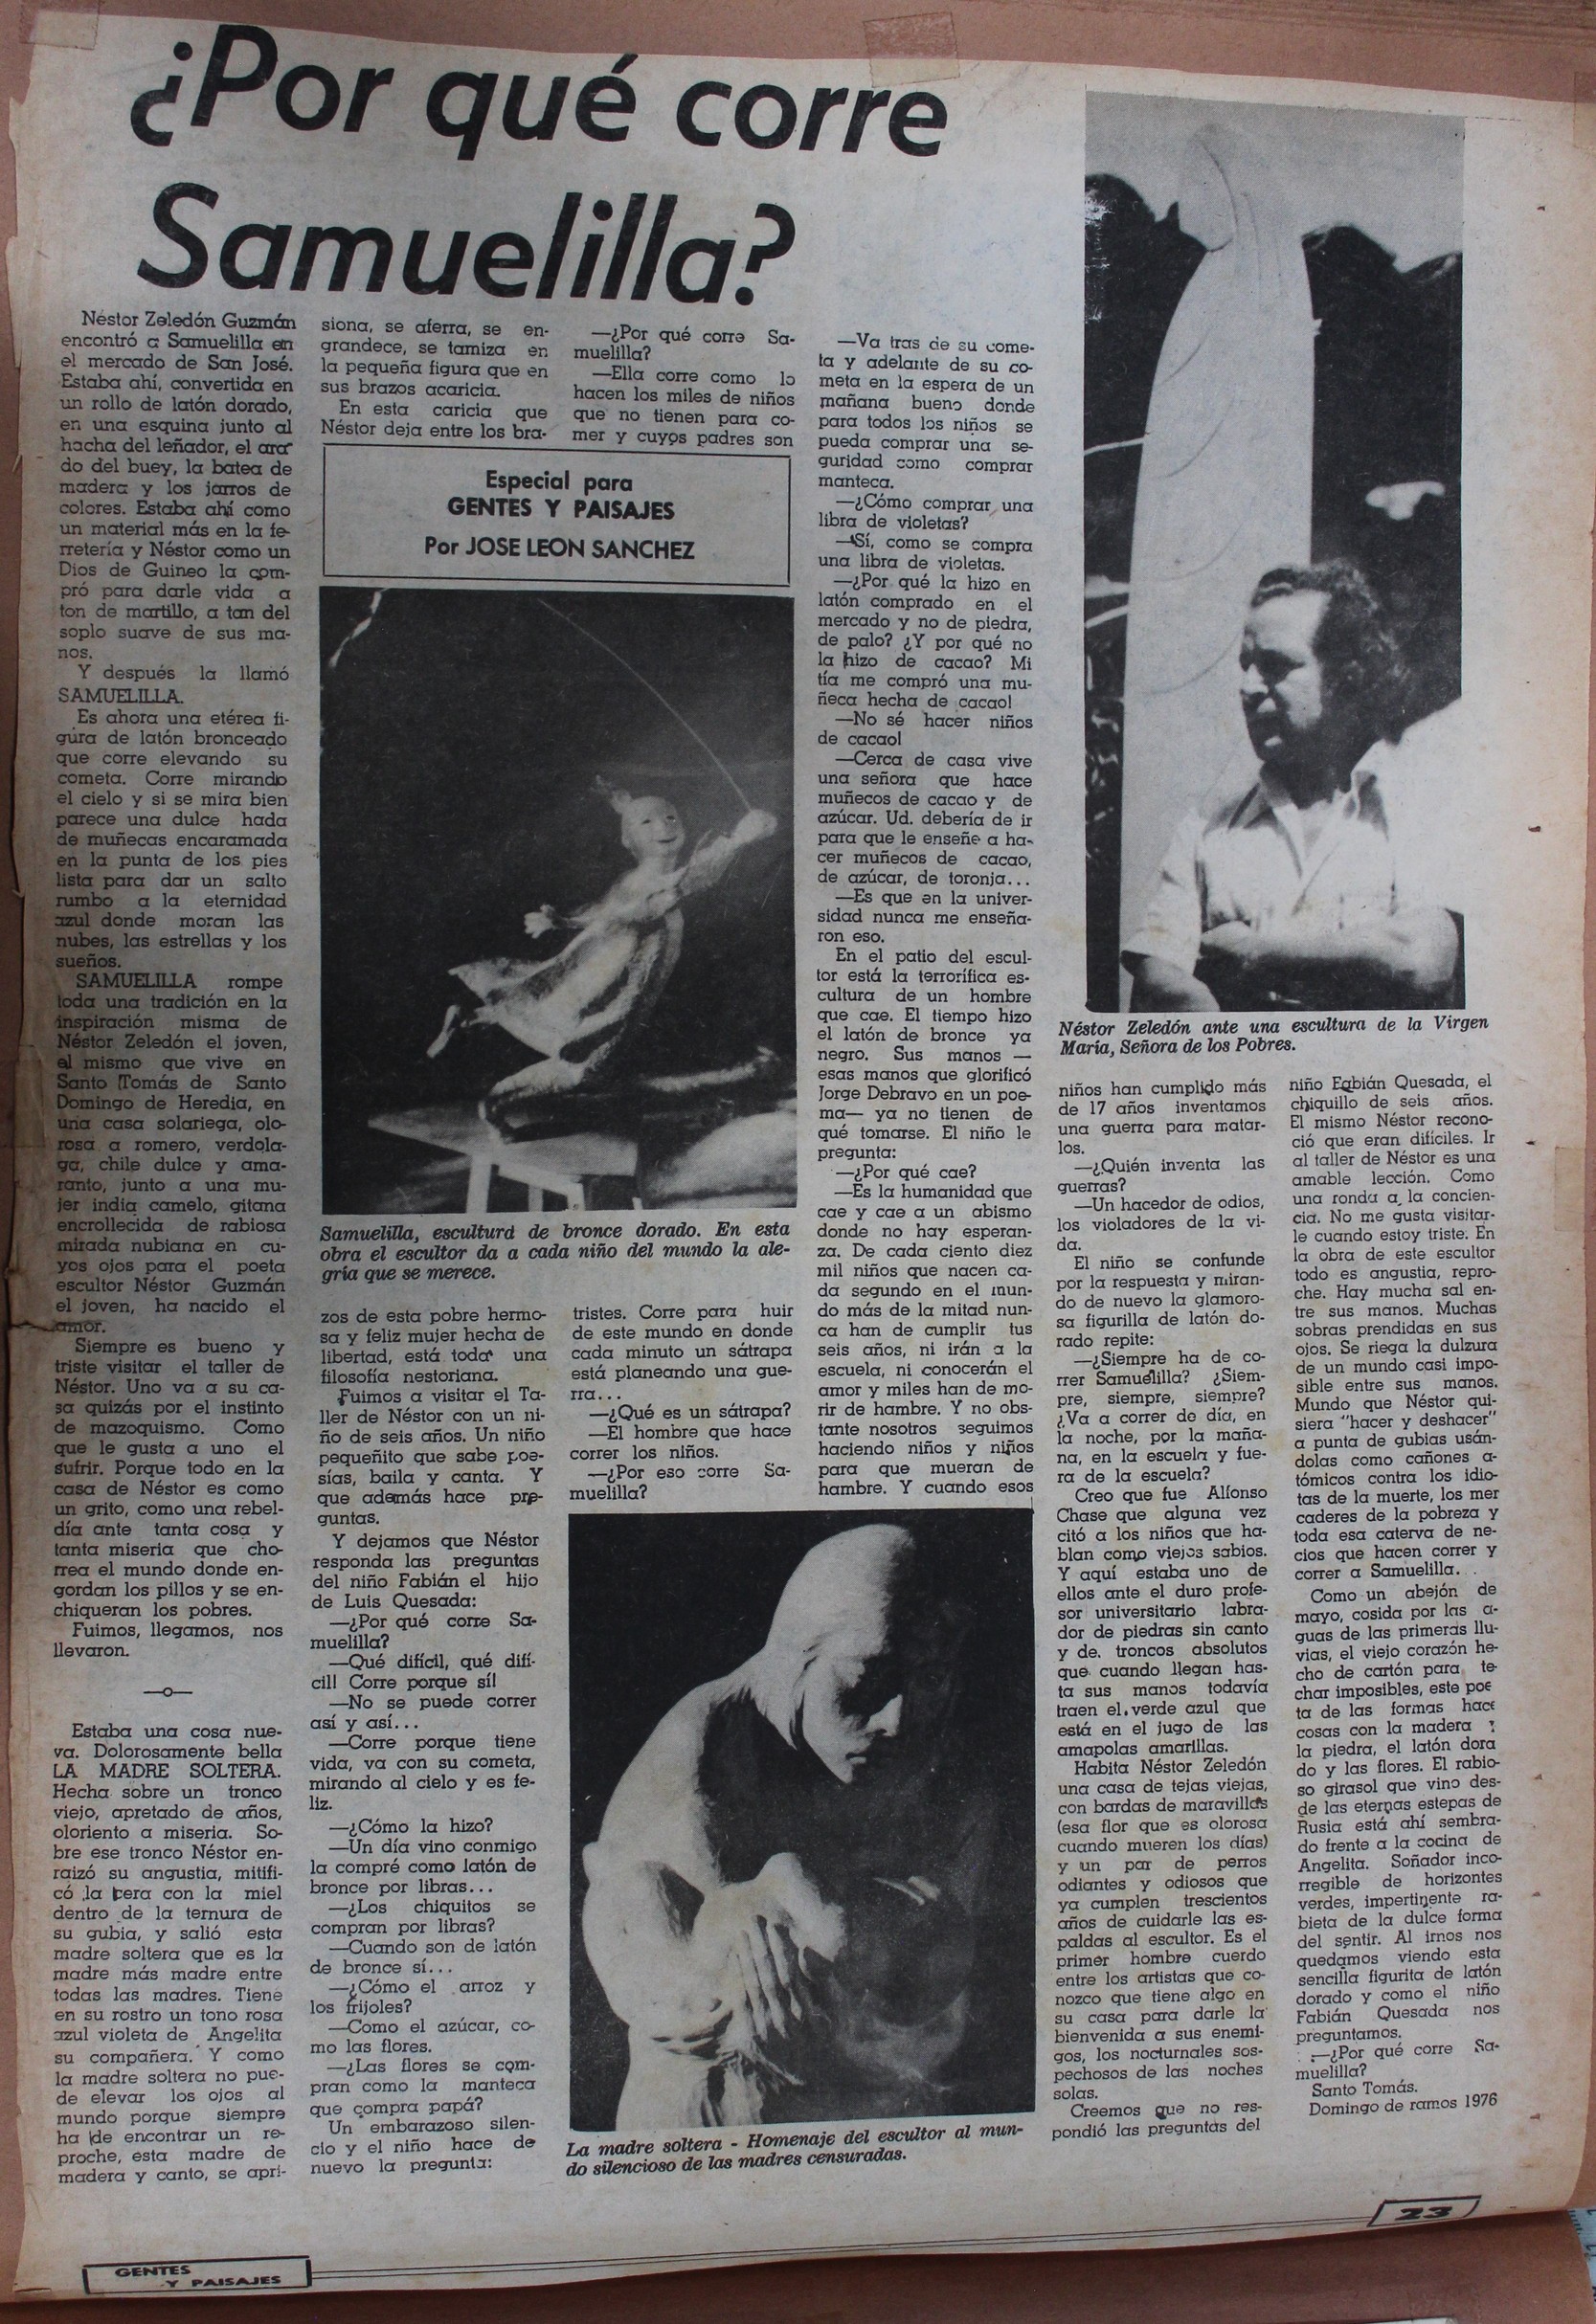 ¿Por qué corre
Samuelilla?
Néstor Zeledón Guzmán
encontró a Samuelilla en
el mercado de San José.
Estaba ahí, convertida en
un rollo de latón dorado,
en una esquina junto al
hacha del leñador, el ara-
do del buey, la batea de
madera y los jarros de
colores. Estaba ahí como
un material más en la fe-
rretería y Néstor como un
Dios de Guineo la com-
pró para darle vida a
ton de martillo, a tan del
soplo suave de sus ma-
nos.
Y después la llamó
SAMUELILLA.
Es ahora una etérea fi-
gura de latón bronceado
que corre elevando su
cometa. Corre mirando
el cielo y si se mira bien
parece una dulce hada
de muñecas encaramada
en la punta de los pies
lista para dar un salto
rumbo a la eternidad
azul donde moran las
nubes, las estrellas y los
sueños.
SAMUELILLA rompe
toda una tradición en la
inspiración misma de
Néstor Zeledón el joven,
el mismo que vive en
Santo Tomás de Santo
Domingo de Heredia, en
una casa solariega, olo-
rosa a romero, verdola-
ga, chile dulce y ama-
ranto, junto a una mu-
jer india camelo, gitana
encrollecida de rabiosa
mirada nubiana en cu-
yos ojos para el poeta
escultor Néstor Guzmán
el joven, ha nacido el
amor.
Siempre es bueno y
triste visitar el taller de
Néstor. Uno va a su ca-
sa quizás por el instinto
de mazoquismo. Como
que le gusta a uno el
sufrir. Porque todo en la
casa de Néstor es como
un grito, como una rebel-
día ante tanta cosa y
tanta miseria que cho-
rrea el mundo donde en-
gordan los pillos y se en-
chiqueran los pobres.
Fuimos, llegamos, nos
llevaron.
—o—
Estaba una cosa nue-
va. Dolorosamente bella
LA MADRE SOLTERA.
Hecha sobre un tronco
viejo, apretado de años,
oloriento a miseria. So-
bre ese tronco Néstor en-
raizó su angustia, mitifi-
có la cera con la miel
dentro de la ternura de
su gubia, y salió esta
madre soltera que es la
madre más madre entre
todas las madres. Tiene
en su rostro un tono rosa
azul violeta de Angelita
su compañera. Y como
la madre soltera no pue-
de elevar los ojos al
mundo porque siempre
ha de encontrar un re-
proche, esta madre de
madera y canto, se apri-
siona, se aferra, se en-
grandece, se tamiza en
la pequeña figura que en
sus brazos acaricia.
En esta caricia que
Néstor deja entre los bra-
Especial para
GENTES Y PAISAJES
Por JOSE LEON SANCHEZ
Samuelilla, escultura de bronce dorado. En esta
obra el escultor da a cada niño del mundo la ale-
gría que se merece.
zos de esta pobre hermo-
sa y feliz mujer hecha de
libertad, está toda una
filosofía nestoriana.
Fuimos a visitar el Ta-
ller de Néstor con un ni-
ño de seis años. Un niño
pequeñito que sabe poe-
sías, baila y canta. Y
que además hace pre-
guntas.
Y dejamos que Néstor
responda las preguntas
del niño Fabián el hijo
de Luis Quesada:
—¿Por qué corre Sa-
muelilla?
—Qué difícil, qué difí-
cil! Corre porque sí!
—No se puede correr
así y así...
—Corre porque tiene
vida, va con su cometa,
mirando al cielo y es fe-
liz.
—¿Cómo la hizo?
—Un día vino conmigo
la compré como latón de
bronce por libras...
—¿Los chiquitos se
compran por libras?
—Cuando son de latón
de bronce sí...
—¿Cómo el arroz y
los frijoles?
—Como el azúcar, co-
mo las flores.
—¿Las flores se com-
pran como la manteca
que compra papá?
Un embarazoso silen-
cio y el niño hace de
nuevo la pregunta:
—¿Por qué corre Sa-
muelilla?
—Ella corre como lo
hacen los miles de niños
que no tienen para co-
mer y cuyos padres son
tristes. Corre para huir
de este mundo en donde
cada minuto un sátrapa
está planeando una gue-
rra...
—¿Qué es un sátrapa?
—El hombre que hace
correr los niños.
—¿Por eso corre Sa-
muelilla?
La madre soltera - Homenaje del escultor al mun-
do silencioso de las madres censuradas.
—Va tras de su come-
ta y adelante de su co-
meta en la espera de un
mañana bueno donde
para todos los niños se
pueda comprar una se-
guridad como comprar
manteca.
—¿Cómo comprar una
libra de violetas?
—Sí, como se compra
una libra de violetas.
—¿Por qué la hizo en
latón comprado en el
mercado y no de piedra,
de palo? ¿Y por qué no
la hizo de cacao? Mi
tía me compró una mu-
ñeca hecha de cacao!
—No sé hacer niños
de cacao!
—Cerca de casa vive
una señora que hace
muñecos de cacao y de
azúcar. Ud. debería de ir
para que le enseñe a ha-
cer muñecos de cacao,
de azúcar, de toronja...
—Es que en la univer-
sidad nunca me enseña-
ron eso.
En el patio del escul-
tor está la terrorífica es-
cultura de un hombre
que cae. El tiempo hizo
el latón de bronce ya
negro. Sus manos —
esas manos que glorificó
Jorge Debravo en un poe-
ma— ya no tienen de
qué tomarse. El niño le
pregunta:
—¿Por qué cae?
—Es la humanidad que
cae y cae a un abismo
donde no hay esperan-
za. De cada ciento diez
mil niños que nacen ca-
da segundo en el mun-
do más de la mitad nun-
ca han de cumplir tus
seis años, ni irán a la
escuela, ni conocerán el
amor y miles han de mo-
rir de hambre. Y no obs-
tante nosotros seguimos
haciendo niños y niños
para que mueran de
hambre. Y cuando esos
Néstor Zeledón ante una escultura de la Virgen
María, Señora de los Pobres.
niños han cumplido más
de 17 años inventamos
una guerra para matar-
los.
—¿Quién inventa las
guerras?
—Un hacedor de odios,
los violadores de la vi-
da.
El niño se confunde
por la respuesta y miran-
do de nuevo la glamoro-
sa figurilla de latón do-
rado repite:
—¿Siempre ha de co-
rrer Samuelilla? ¿Siem-
pre, siempre, siempre?
¿Va a correr de día, en
la noche, por la maña-
na, en la escuela y fue-
ra de la escuela?
Creo que fue Alfonso
Chase que alguna vez
citó a los niños que ha-
blan como viejos sabios.
Y aquí estaba uno de
ellos ante el duro profe-
sor universitario labra-
dor de piedras sin canto
y de troncos absolutos
que cuando llegan has-
ta sus manos todavía
traen el verde azul que
está en el jugo de las
amapolas amarillas.
Habita Néstor Zeledón
una casa de tejas viejas,
con bardas de maravillas
(esa flor que es olorosa
cuando mueren los días)
y un par de perros
odiantes y odiosos que
ya cumplen trescientos
años de cuidarle las es-
paldas al escultor. Es el
primer hombre cuerdo
entre los artistas que co-
nozco que tiene algo en
su casa para darle la
bienvenida a sus enemi-
gos, los nocturnales sos-
pechosos de las noches
solas.
Creemos que no res-
pondió las preguntas del
niño Fabián Quesada, el
chiquillo de seis años.
El mismo Néstor recono-
ció que eran difíciles. Ir
al taller de Néstor es una
amable lección. Como
una ronda a la concien-
cia. No me gusta visitar-
le cuando estoy triste. En
la obra de este escultor
todo es angustia, repro-
che. Hay mucha sal en-
tre sus manos. Muchas
sobras prendidas en sus
ojos. Se riega la dulzura
de un mundo casi impo-
sible entre sus manos.
Mundo que Néstor qui-
siera "hacer y deshacer"
a punta de gubias usán-
dolas como cañones a-
tómicos contra los idio-
tas de la muerte, los mer
caderes de la pobreza y
toda esa caterva de ne-
cios que hacen correr y
correr a Samuelilla...
Como un abejón de
mayo, cosida por las a-
guas de las primeras llu-
vias, el viejo corazón he-
cho de cartón para te-
char imposibles, este poe
ta de las formas hace
cosas con la madera y
la piedra, el latón dora
do y las flores. El rabio-
so girasol que vino des-
de las eternas estepas de
Rusia está ahí sembra-
do frente a la cocina de
Angelita. Soñador inco-
rregible de horizontes
verdes, impertinente ra-
bieta de la dulce forma
del sentir. Al irnos nos
quedamos viendo esta
sencilla figurita de latón
dorado y como el niño
Fabián Quesada nos
preguntamos.
—¿Por qué corre Sa-
muelilla?
Santo Tomás.
Domingo de ramos 1976
23
GENTES
Y PAISAJES